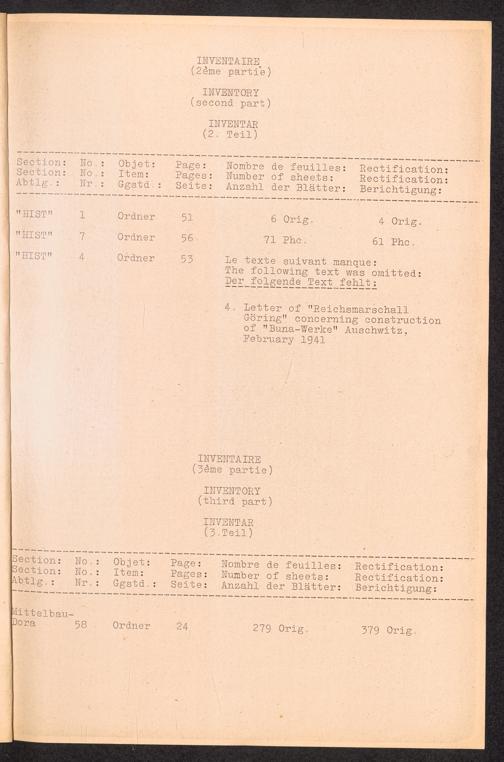 INVENTAIRE
(2ème partie)
INVENTORY
(second part)
INVENTAR
(2. Teil)
Section: No.: Objet: Page: Nombre de feuilles: Rectification:
Section: No.: Item: Pages: Number of sheets: Rectification:
Abtlg.: Nr.: Ggstd.: Seite: Anzahl der Blätter: Berichtigung:
"HIST" 1 Ordner 51 6 Orig. 4 Orig.
"HIST" 7 Ordner 56 71 Phc. 61 Phc.
"HIST" 4 Ordner 53 Le texte suivant manque:
The following text was omitted:
Der folgende Text fehlt:
4. Letter of "Reichsmarschall
Göring" concerning construction
of "Buna-Werke" Auschwitz,
February 1941
INVENTAIRE
(3ème partie)
INVENTORY
(third part)
INVENTAR
(3.Teil)
Section: No.: Objet: Page: Nombre de feuilles: Rectification:
Section: No.: Item: Pages: Number of sheets: Rectification:
Abtlg.: Nr.: Ggstd.: Seite: Anzahl der Blätter: Berichtigung:
Mittelbau-
Dora 58 Ordner 24 279 Orig. 379 Orig.